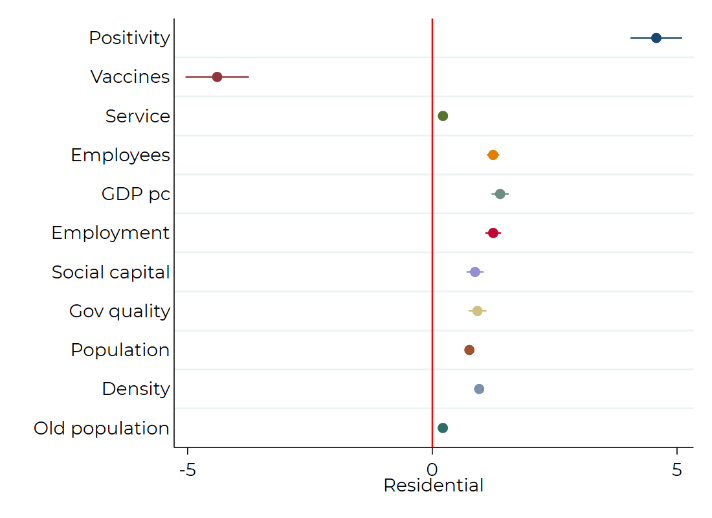 Positivity
Vaccines
Service
Employees
GDP pc
Employment
Social capital
Gov quality
Population
Density
Old population
-5 0 5
Residential